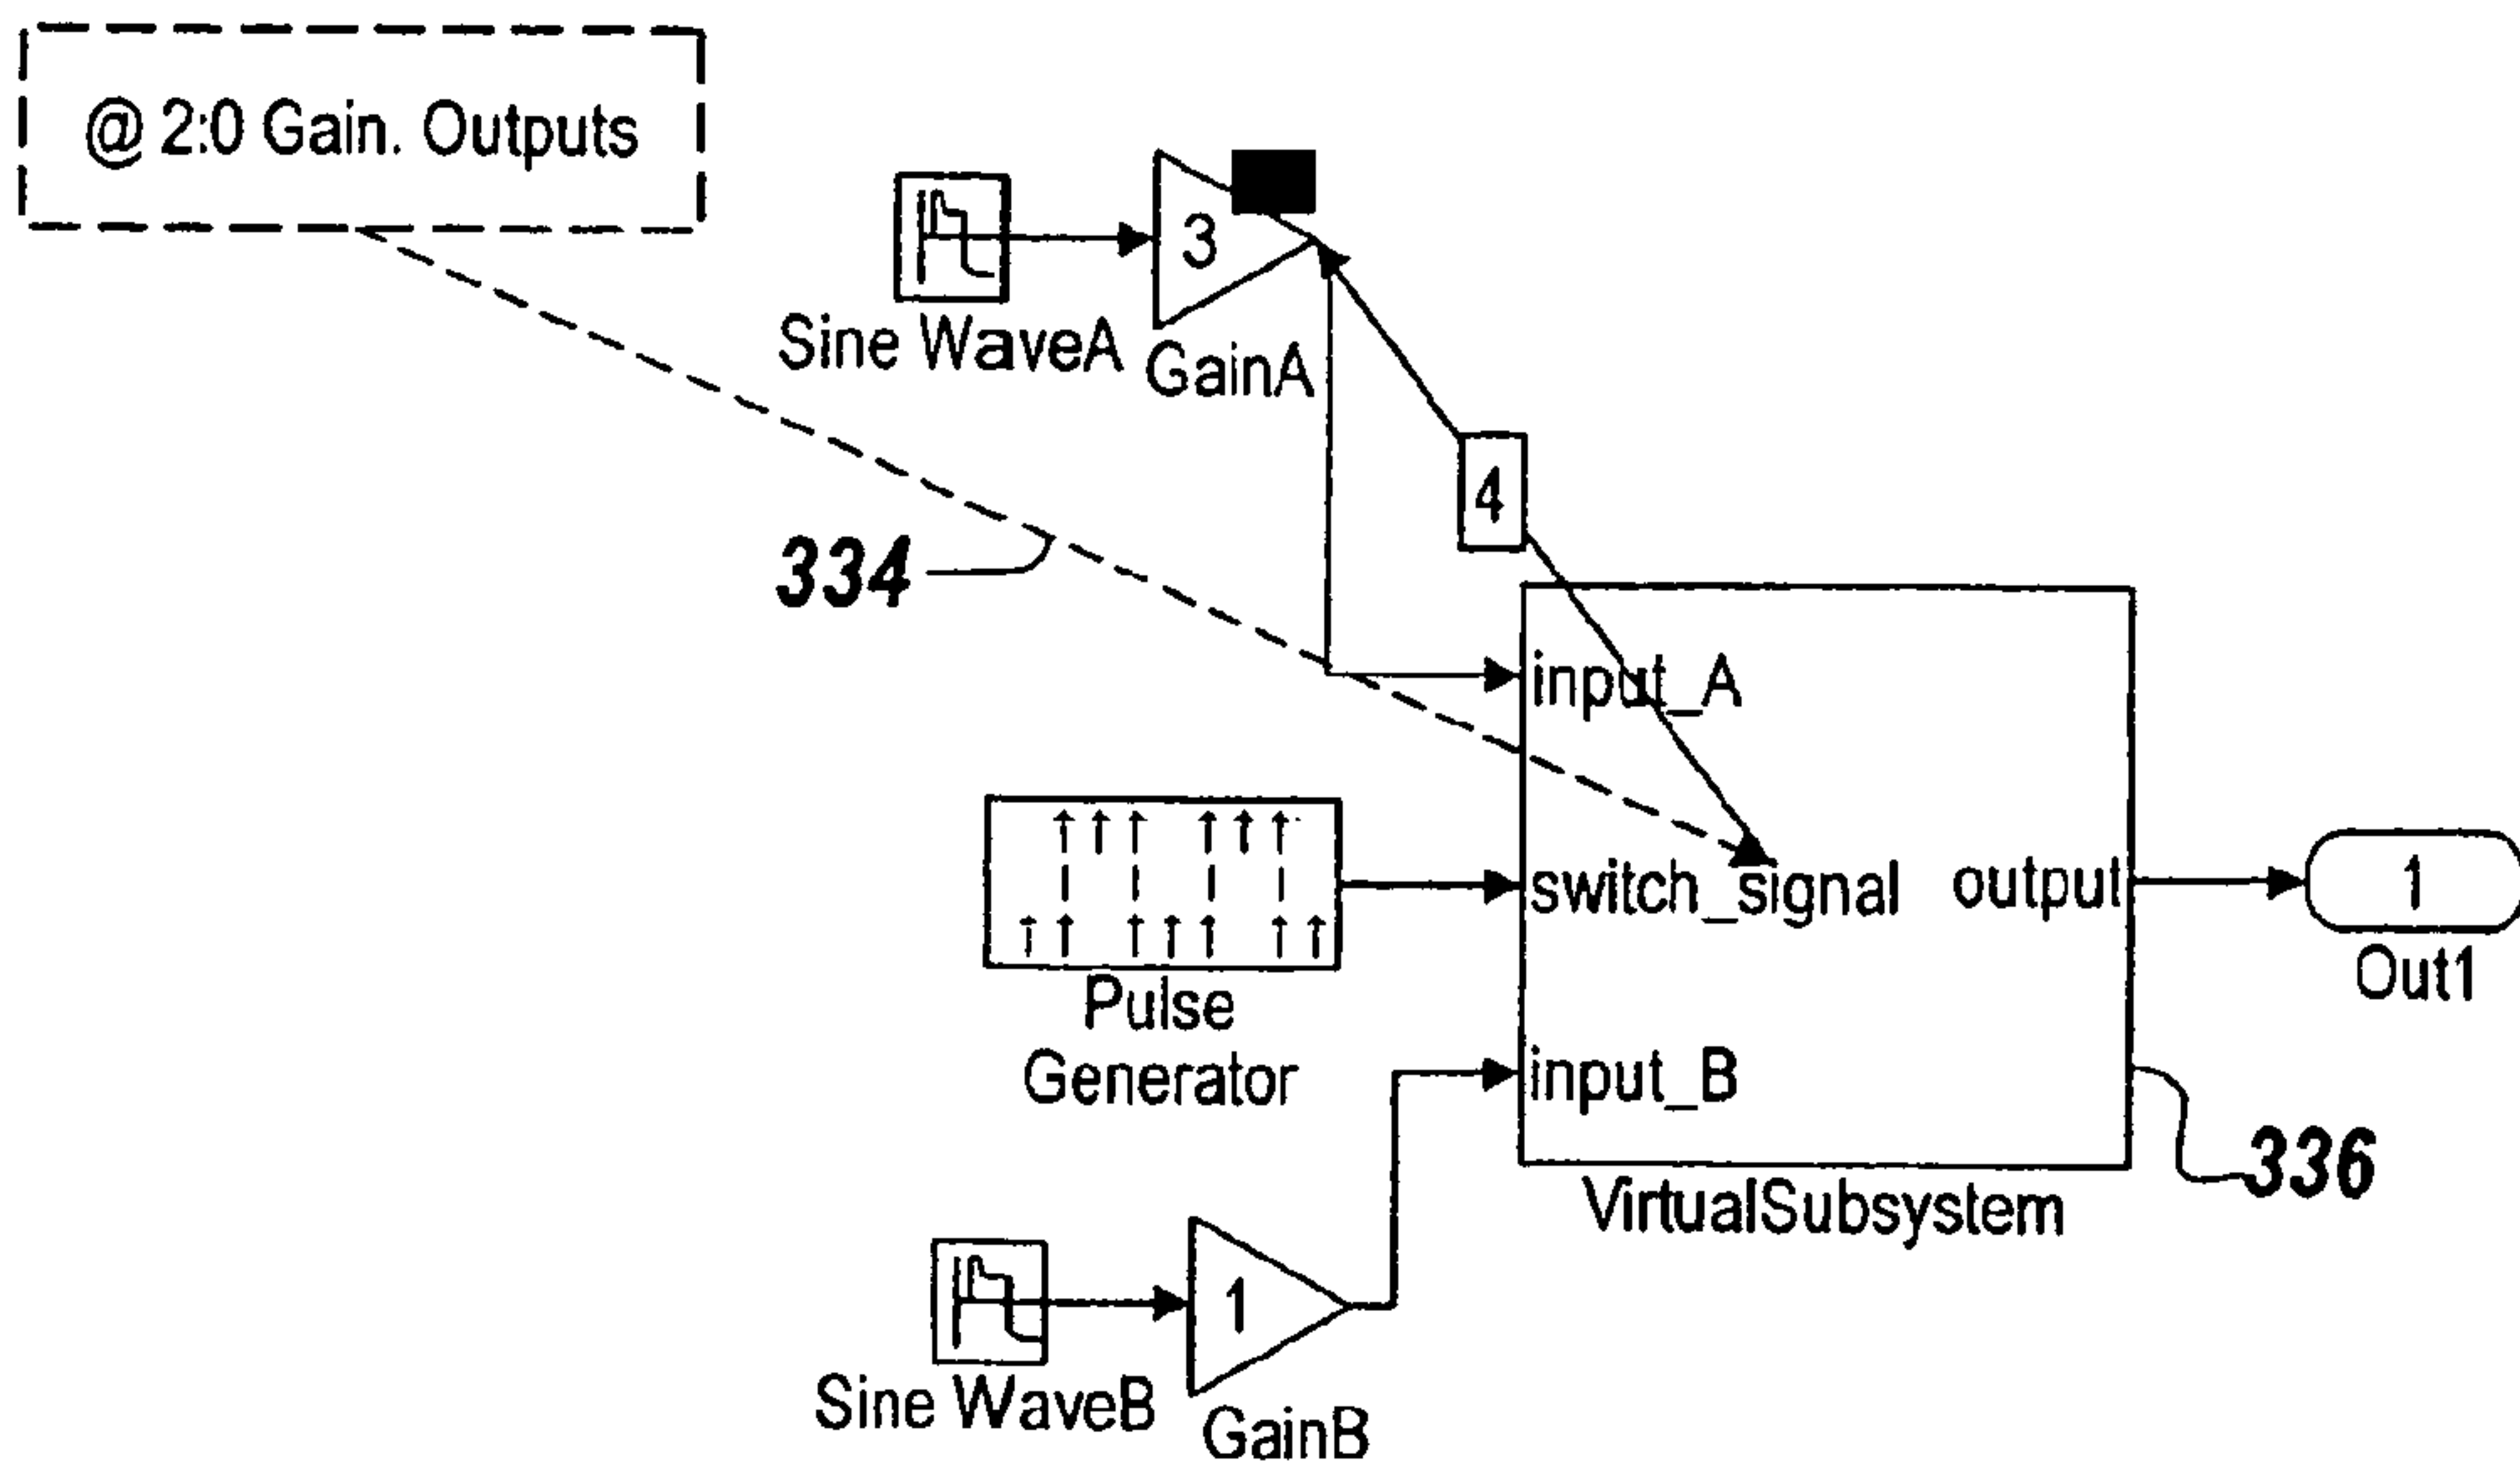 @ 2:0 Gain. Outputs
3
Sine WaveA
GainA
4
334
input_A
switch_signal
output
1
Out1
Pulse
Generator
input_B
336
VirtualSubsystem
1
Sine WaveB
GainB